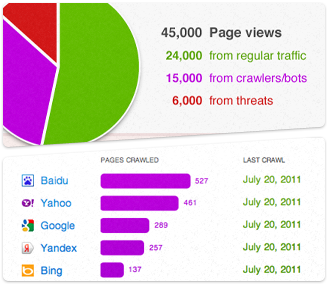 45,000 Page views
24,000 from regular traffic
15,000 from crawlers/bots
6,000 from threats
PAGES CRAWLED LAST CRAWL
Baidu 527 July 20, 2011
Y! Yahoo 461 July 20, 2011
g Google 289 July 20, 2011
Я Yandex 257 July 20, 2011
b Bing 137 July 20, 2011